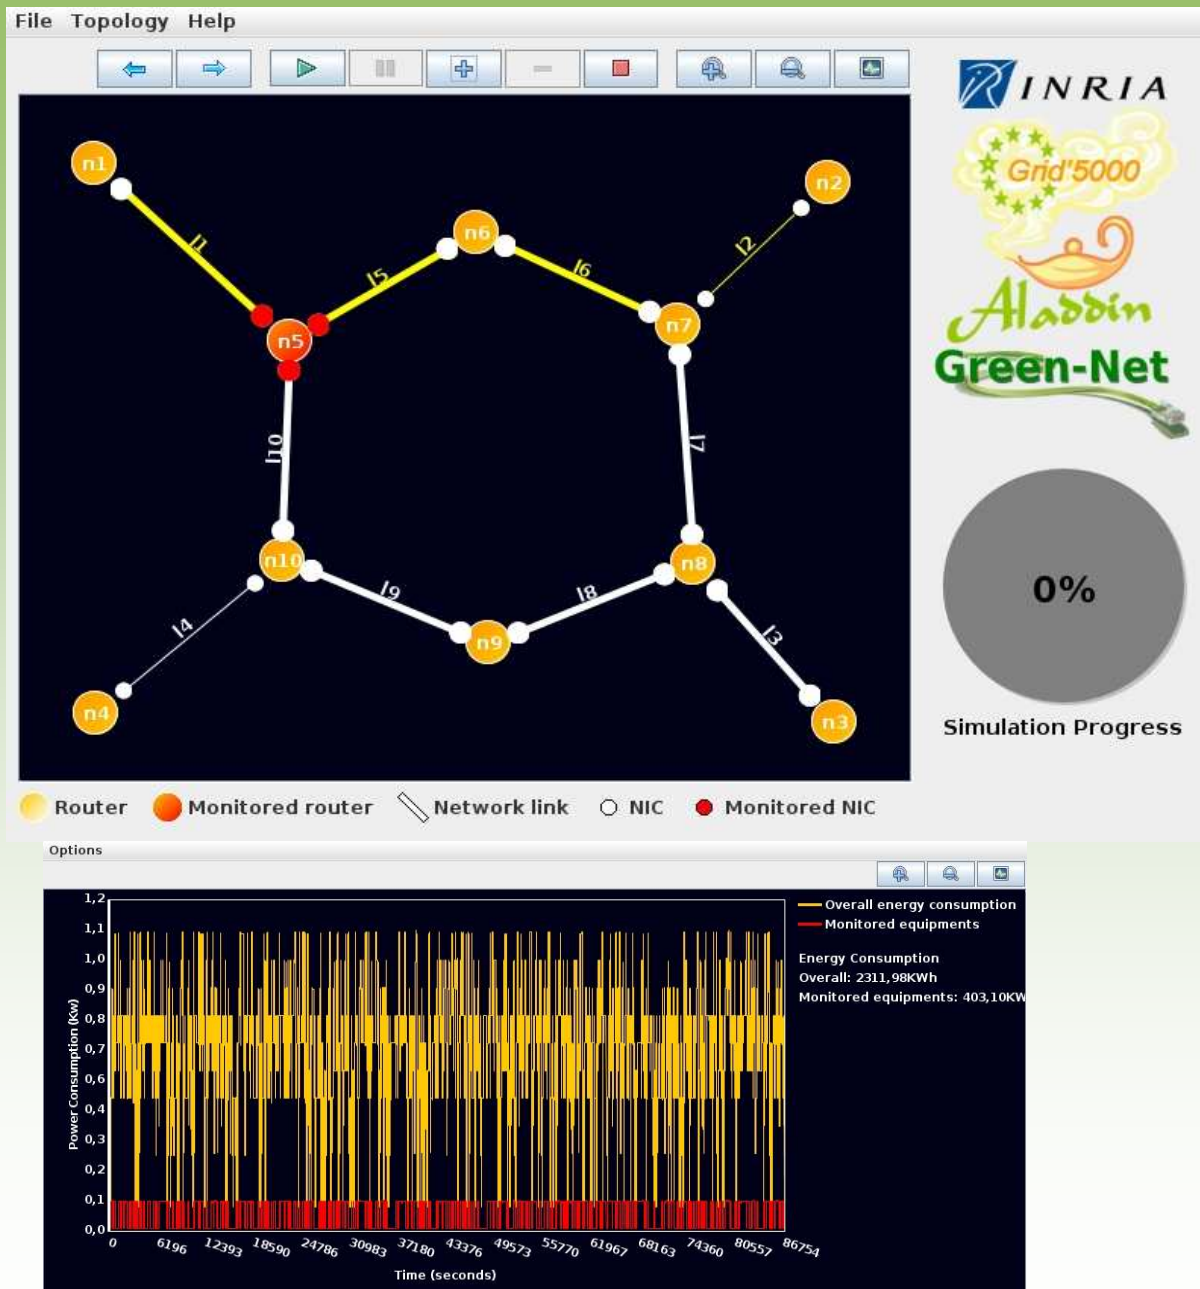 File Topology Help
INRIA
Grid'5000
Aladdin
Green-Net
n1
n2
l1
l2
n6
l5
l6
n5
n7
l10
l7
n10
n8
l9
l8
l4
l3
n9
n4
n3
0%
Simulation Progress
Router Monitored router Network link NIC Monitored NIC
Options
1,2
1,1
1,0
0,9
0,8
0,7
0,6
0,4
0,3
0,2
0,1
0,0
Power Consumption (Kw)
0 6196 12393 18590 24786 30983 37180 43376 49573 55770 61967 68163 74360 80557 86754
Time (seconds)
Overall energy consumption
Monitored equipments
Energy Consumption
Overall: 2311,98KWh
Monitored equipments: 403,10KW